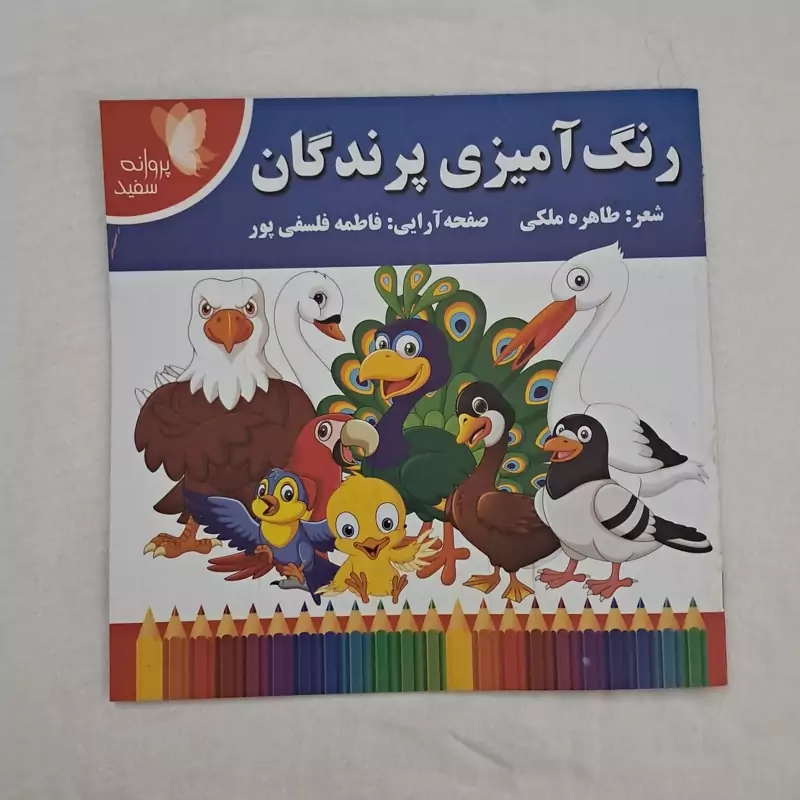 رنگ‌آمیزی پرندگان
شعر: طاهره ملکی صفحه‌آرایی: فاطمه فلسفی پور
پروانه
سفید